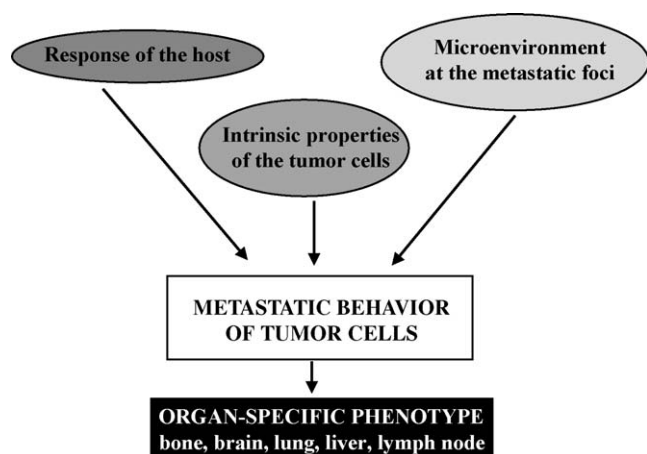 Response of the host
Microenvironment
at the metastatic foci
Intrinsic properties
of the tumor cells
METASTATIC BEHAVIOR
OF TUMOR CELLS
ORGAN-SPECIFIC PHENOTYPE
bone, brain, lung, liver, lymph node